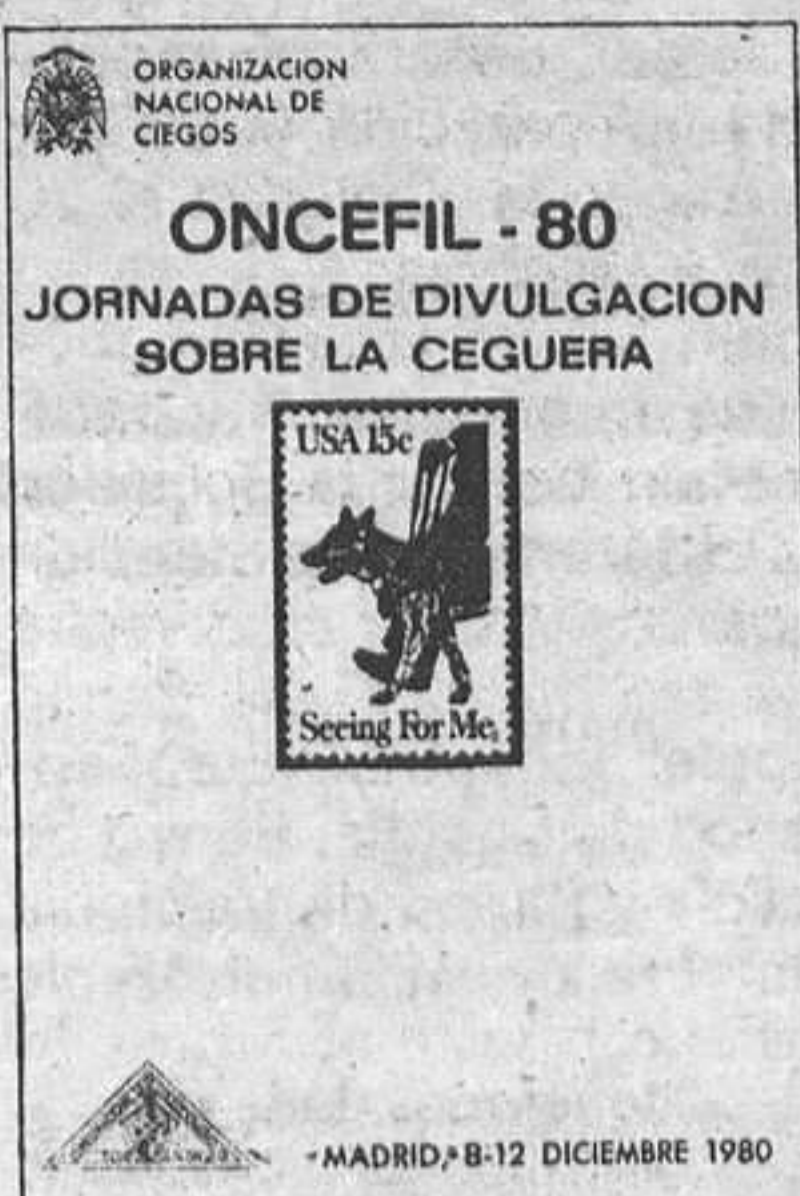 ORGANIZACION
NACIONAL DE
CIEGOS
ONCEFIL - 80
JORNADAS DE DIVULGACION
SOBRE LA CEGUERA
USA 15c
Seeing For Me
MADRID, 8-12 DICIEMBRE 1980